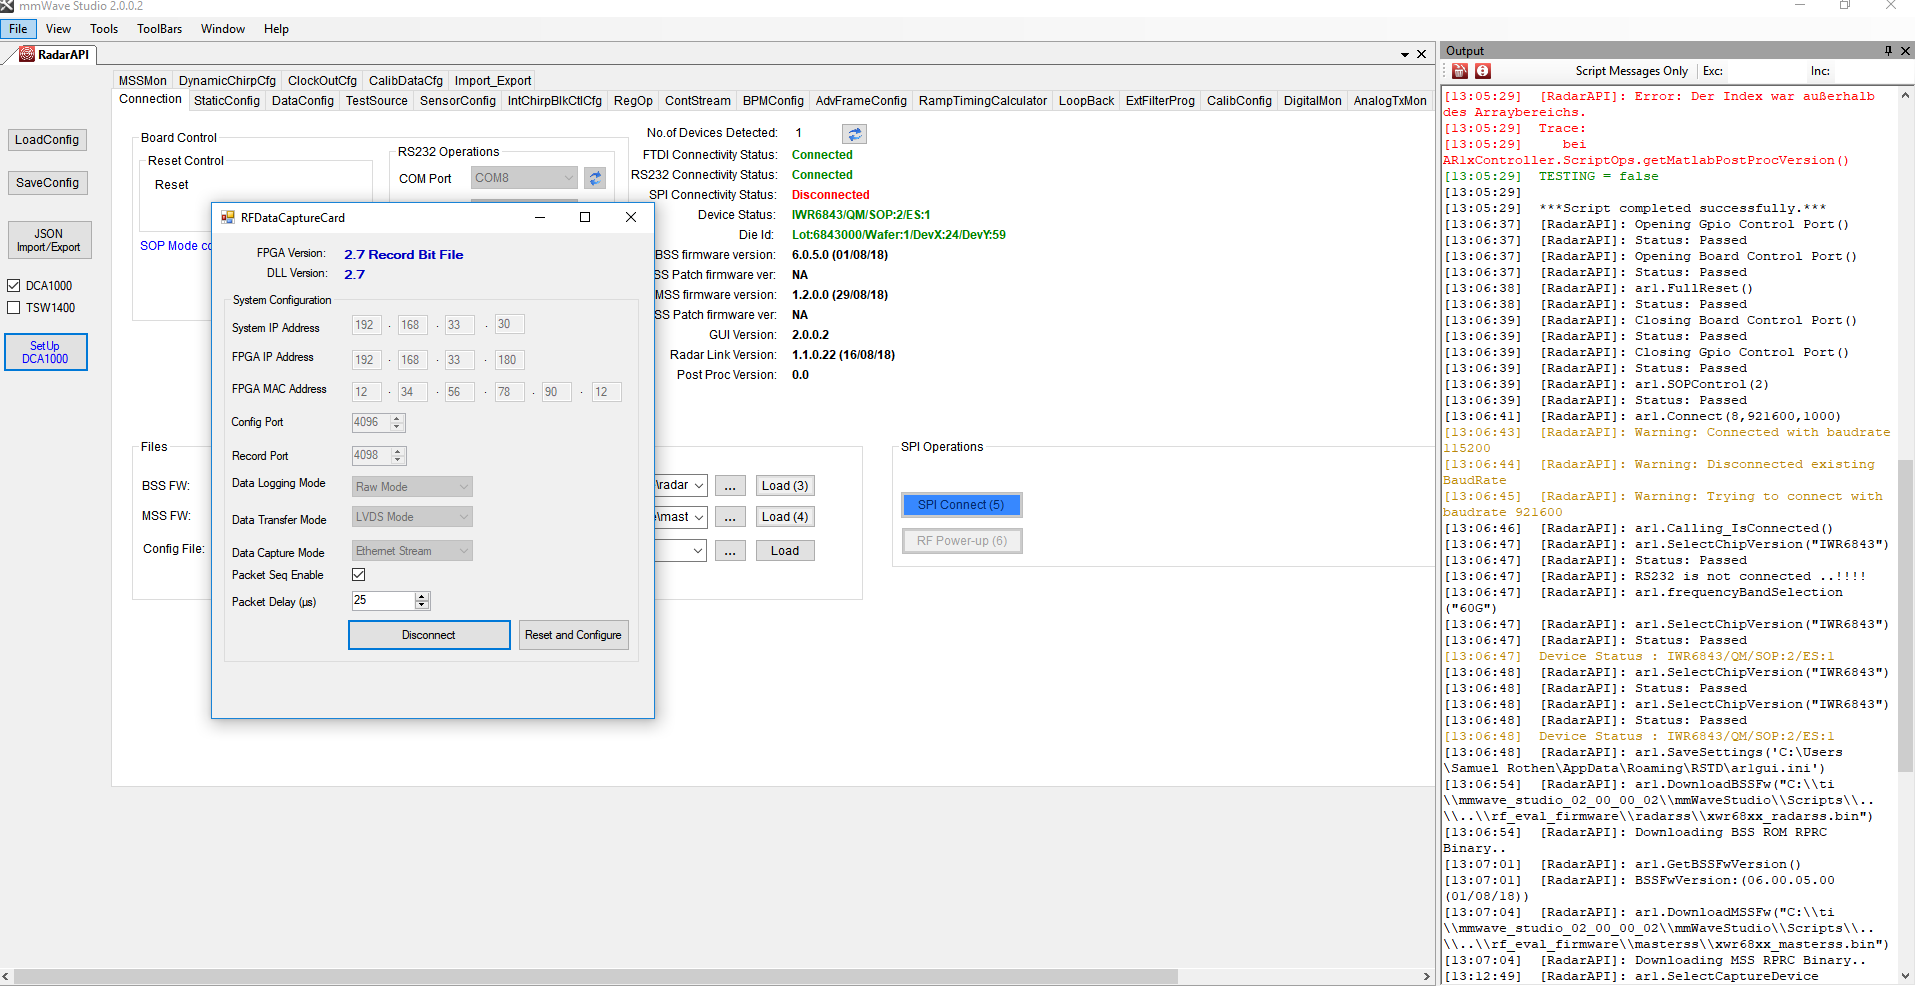 mmWave Studio 2.0.0.2
File View Tools ToolBars Window Help
RadarAPI
MSSMon DynamicChirpCfg ClockOutCfg CalibDataCfg Import_Export
Connection StaticConfig DataConfig TestSource SensorConfig IntChirpBlkCtlCfg RegOp ContStream BPMConfig AdvFrameConfig RampTimingCalculator LoopBack ExtFilterProg CalibConfig DigitalMon AnalogTxMon
LoadConfig
SaveConfig
JSON
Import/Export
DCA1000
TSW1400
SetUp
DCA1000
Board Control
Reset Control
Reset
SOP Mode co
RS232 Operations
COM Port COM8
No.of Devices Detected: 1
FTDI Connectivity Status: Connected
RS232 Connectivity Status: Connected
SPI Connectivity Status: Disconnected
Device Status: IWR6843/QM/SOP:2/ES:1
Die Id: Lot:6843000/Wafer:1/DevX:24/DevY:59
BSS firmware version: 6.0.5.0 (01/08/18)
SS Patch firmware ver: NA
MSS firmware version: 1.2.0.0 (29/08/18)
SS Patch firmware ver: NA
GUI Version: 2.0.0.2
Radar Link Version: 1.1.0.22 (16/08/18)
Post Proc Version: 0.0
RFDataCaptureCard
FPGA Version: 2.7 Record Bit File
DLL Version: 2.7
System Configuration
System IP Address 192 . 168 . 33 . 30
FPGA IP Address 192 . 168 . 33 . 180
FPGA MAC Address 12 . 34 . 56 . 78 . 90 . 12
Config Port 4096
Record Port 4098
Data Logging Mode Raw Mode
Data Transfer Mode LVDS Mode
Data Capture Mode Ethernet Stream
Packet Seq Enable
Packet Delay (µs) 25
Disconnect Reset and Configure
Files
BSS FW: \radar ... Load (3)
MSS FW: e\mast ... Load (4)
Config File: ... Load
SPI Operations
SPI Connect (5)
RF Power-up (6)
Output
Script Messages Only Exc: Inc:
[13:05:29] [RadarAPI]: Error: Der Index war außerhalb
des Arraybereichs.
[13:05:29] Trace:
[13:05:29] bei
AR1xController.ScriptOps.getMatlabPostProcVersion()
[13:05:29] TESTING = false
[13:05:29]
[13:05:29] ***Script completed successfully.***
[13:06:37] [RadarAPI]: Opening Gpio Control Port()
[13:06:37] [RadarAPI]: Status: Passed
[13:06:37] [RadarAPI]: Opening Board Control Port()
[13:06:37] [RadarAPI]: Status: Passed
[13:06:38] [RadarAPI]: ar1.FullReset()
[13:06:38] [RadarAPI]: Status: Passed
[13:06:39] [RadarAPI]: Closing Board Control Port()
[13:06:39] [RadarAPI]: Status: Passed
[13:06:39] [RadarAPI]: Closing Gpio Control Port()
[13:06:39] [RadarAPI]: Status: Passed
[13:06:39] [RadarAPI]: ar1.SOPControl(2)
[13:06:39] [RadarAPI]: Status: Passed
[13:06:41] [RadarAPI]: ar1.Connect(8,921600,1000)
[13:06:43] [RadarAPI]: Warning: Connected with baudrate
115200
[13:06:44] [RadarAPI]: Warning: Disconnected existing
BaudRate
[13:06:45] [RadarAPI]: Warning: Trying to connect with
baudrate 921600
[13:06:46] [RadarAPI]: ar1.Calling_IsConnected()
[13:06:47] [RadarAPI]: ar1.SelectChipVersion("IWR6843")
[13:06:47] [RadarAPI]: Status: Passed
[13:06:47] [RadarAPI]: RS232 is not connected ..!!!!
[13:06:47] [RadarAPI]: ar1.frequencyBandSelection
("60G")
[13:06:47] [RadarAPI]: ar1.SelectChipVersion("IWR6843")
[13:06:47] [RadarAPI]: Status: Passed
[13:06:47] Device Status : IWR6843/QM/SOP:2/ES:1
[13:06:48] [RadarAPI]: ar1.SelectChipVersion("IWR6843")
[13:06:48] [RadarAPI]: Status: Passed
[13:06:48] [RadarAPI]: ar1.SelectChipVersion("IWR6843")
[13:06:48] [RadarAPI]: Status: Passed
[13:06:48] Device Status : IWR6843/QM/SOP:2/ES:1
[13:06:48] [RadarAPI]: ar1.SaveSettings('C:\Users
\Samuel Rothen\AppData\Roaming\RSTD\ar1gui.ini')
[13:06:54] [RadarAPI]: ar1.DownloadBSSFw("C:\\ti
\\mmwave_studio_02_00_00_02\\mmWaveStudio\\Scripts\\..
\\..\\rf_eval_firmware\\radarss\\xwr68xx_radarss.bin")
[13:06:54] [RadarAPI]: Downloading BSS ROM RPRC
Binary..
[13:07:01] [RadarAPI]: ar1.GetBSSFwVersion()
[13:07:01] [RadarAPI]: BSSFwVersion:(06.00.05.00
(01/08/18))
[13:07:04] [RadarAPI]: ar1.DownloadMSSFw("C:\\ti
\\mmwave_studio_02_00_00_02\\mmWaveStudio\\Scripts\\..
\\..\\rf_eval_firmware\\masterss\\xwr68xx_masterss.bin")
[13:07:04] [RadarAPI]: Downloading MSS RPRC Binary..
[13:12:49] [RadarAPI]: ar1.SelectCaptureDevice